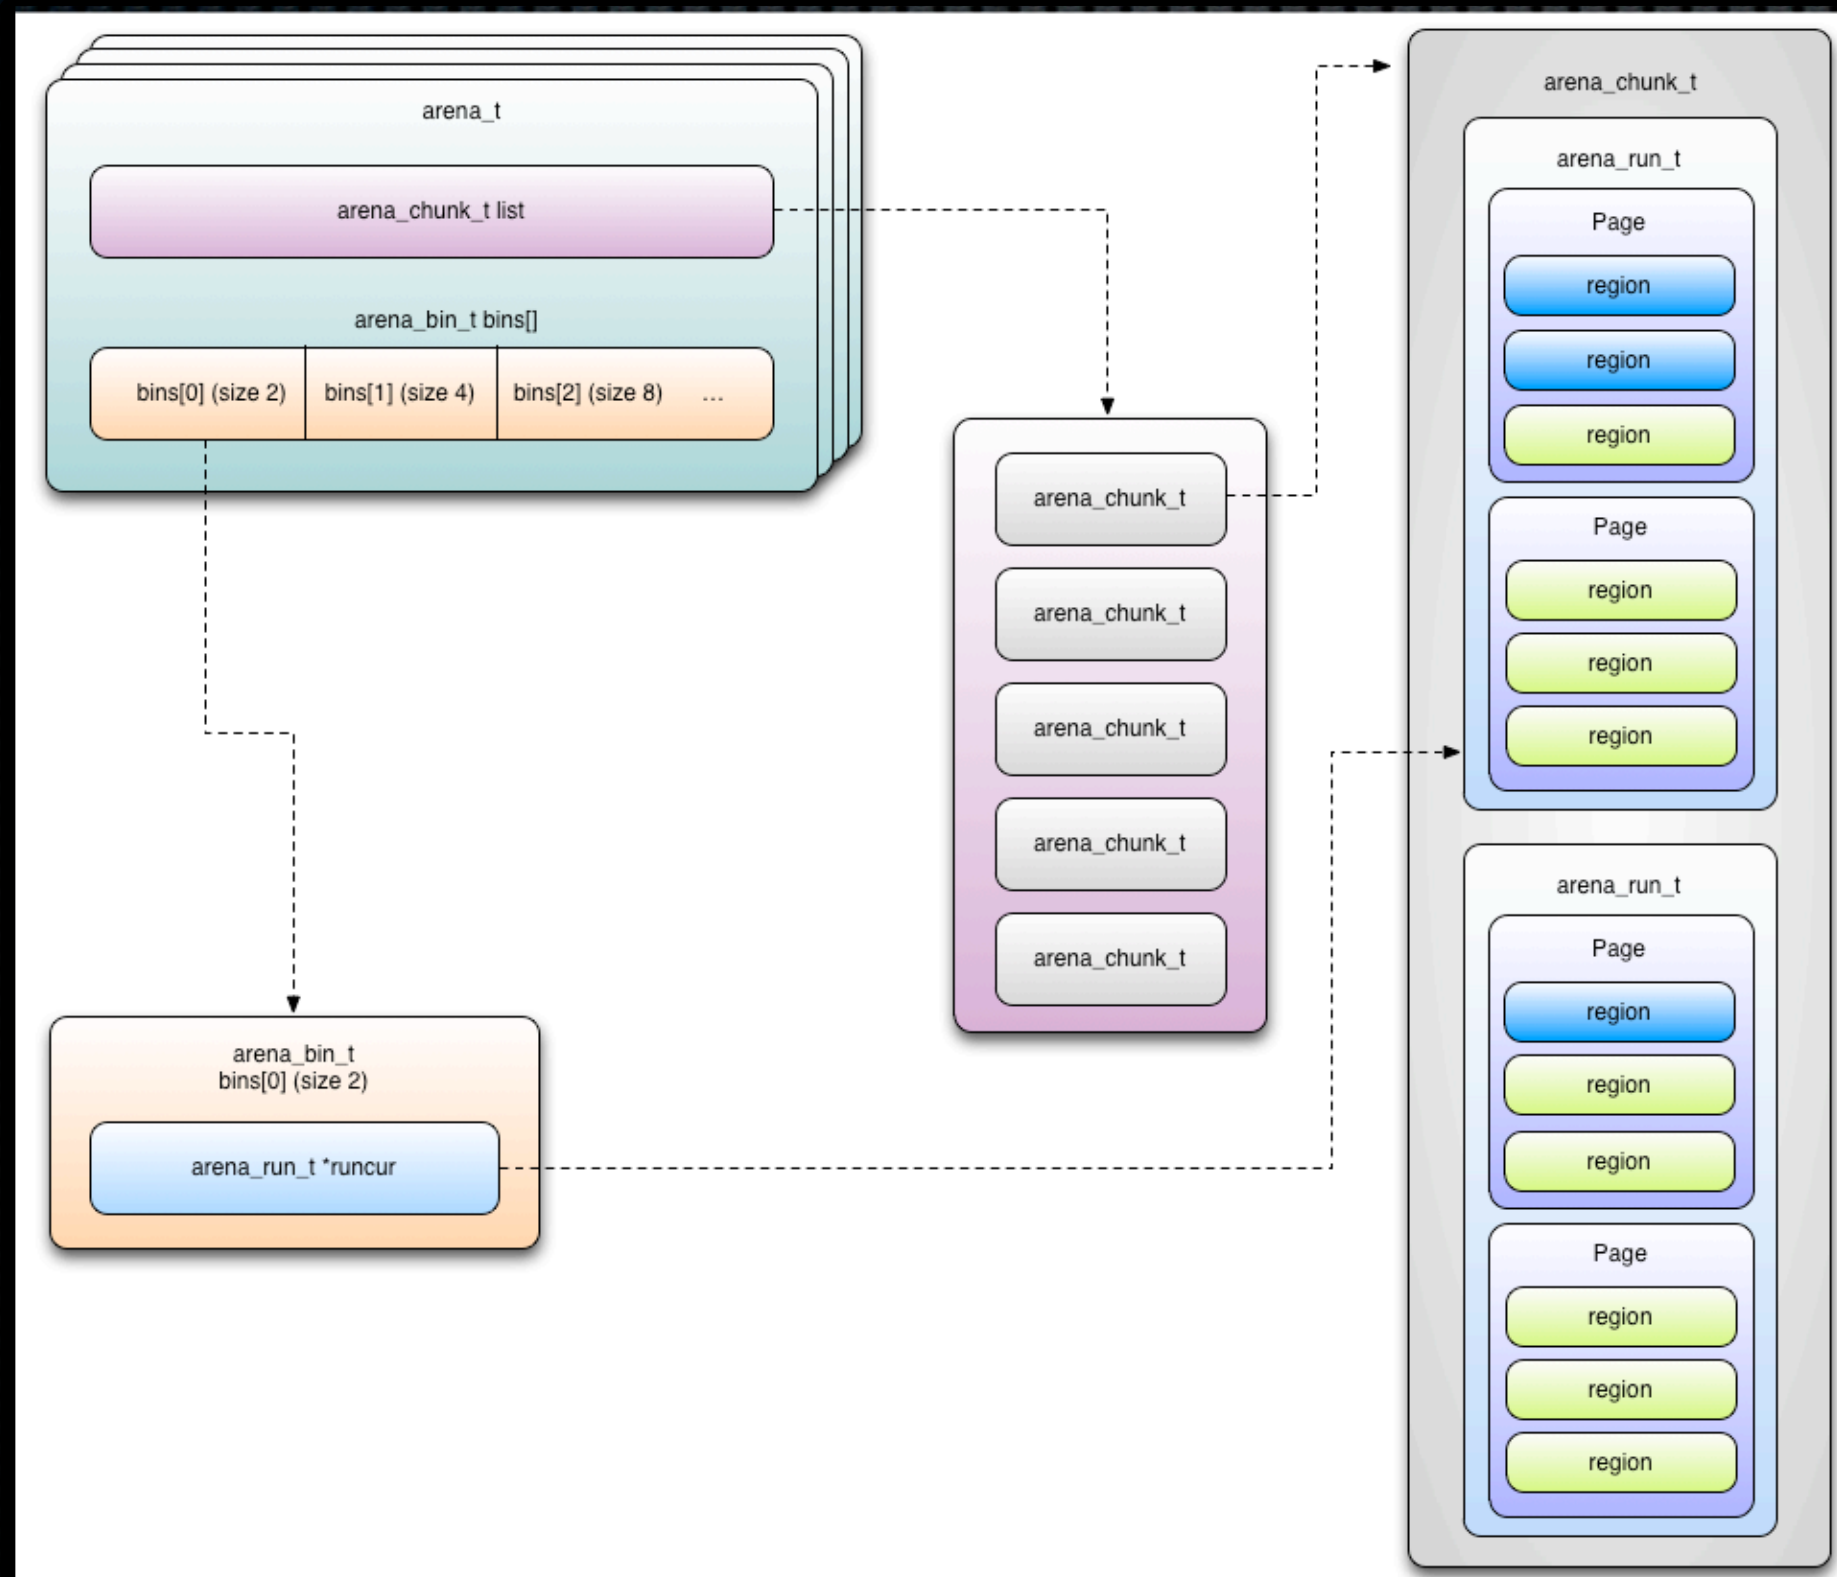 arena_t
arena_chunk_t list
arena_bin_t bins[]
bins[0] (size 2)
bins[1] (size 4)
bins[2] (size 8)
...
arena_chunk_t
arena_chunk_t
arena_chunk_t
arena_chunk_t
arena_chunk_t
arena_bin_t
bins[0] (size 2)
arena_run_t *runcur
arena_chunk_t
arena_run_t
Page
region
region
region
Page
region
region
region
arena_run_t
Page
region
region
region
Page
region
region
region